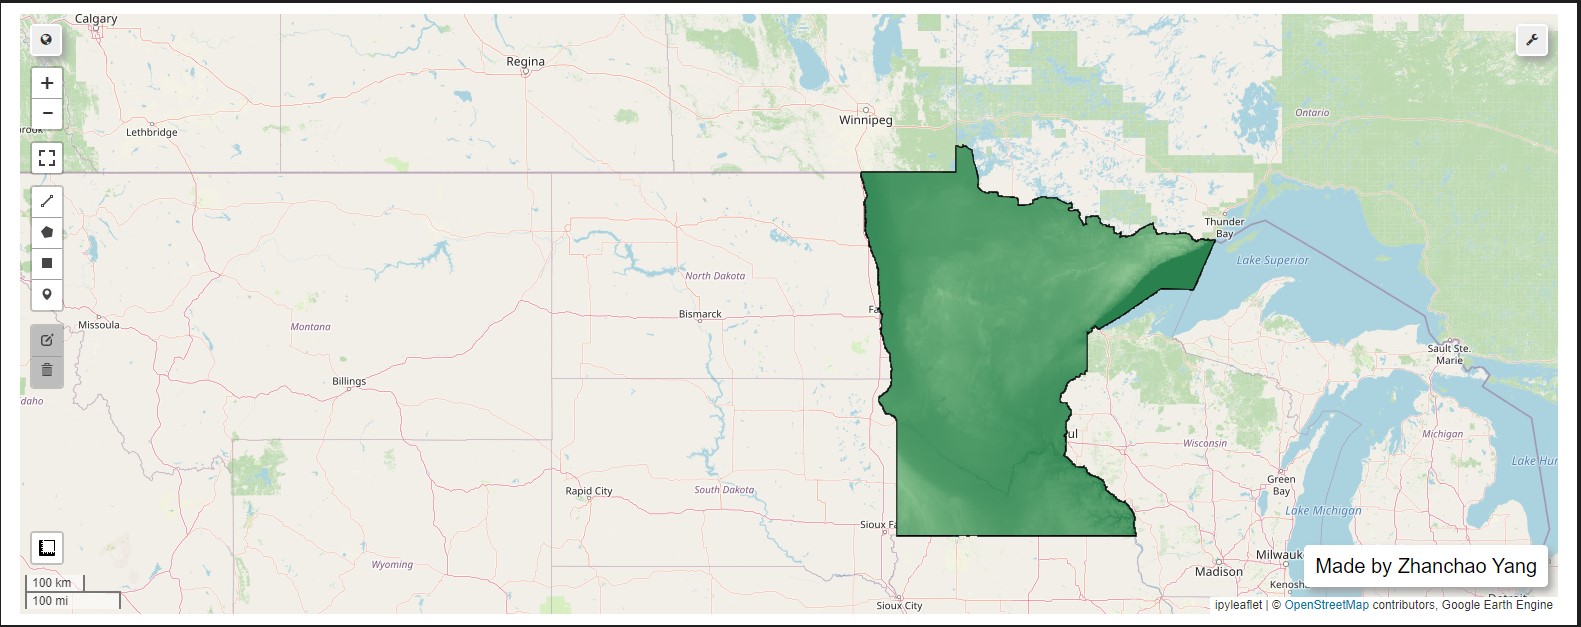 Calgary
Regina
Winnipeg
Ontario
Lethbridge
Thunder
Bay
Lake Superior
North Dakota
Bismarck
Fa
Missoula
Montana
Sault Ste.
Marie
Billings
daho
ul
Wisconsin
Michigan
Lake Hur
Green
Bay
Rapid City
South Dakota
Lake Michigan
Sioux Fa
Wyoming
Milwauk
Madison
Kenosha
Made by Zhanchao Yang
100 km
100 mi
Sioux City
ipyleaflet | © OpenStreetMap contributors, Google Earth Engine